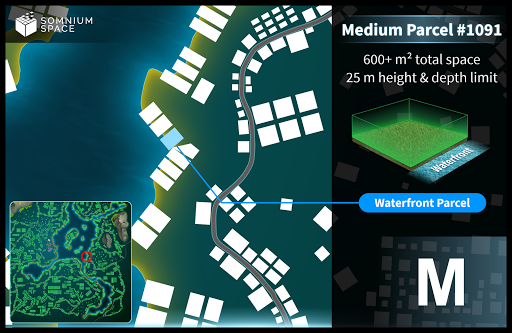 SOMNIUM
SPACE
Medium Parcel #1091
600+ m² total space
25 m height & depth limit
Waterfront
Waterfront Parcel
M